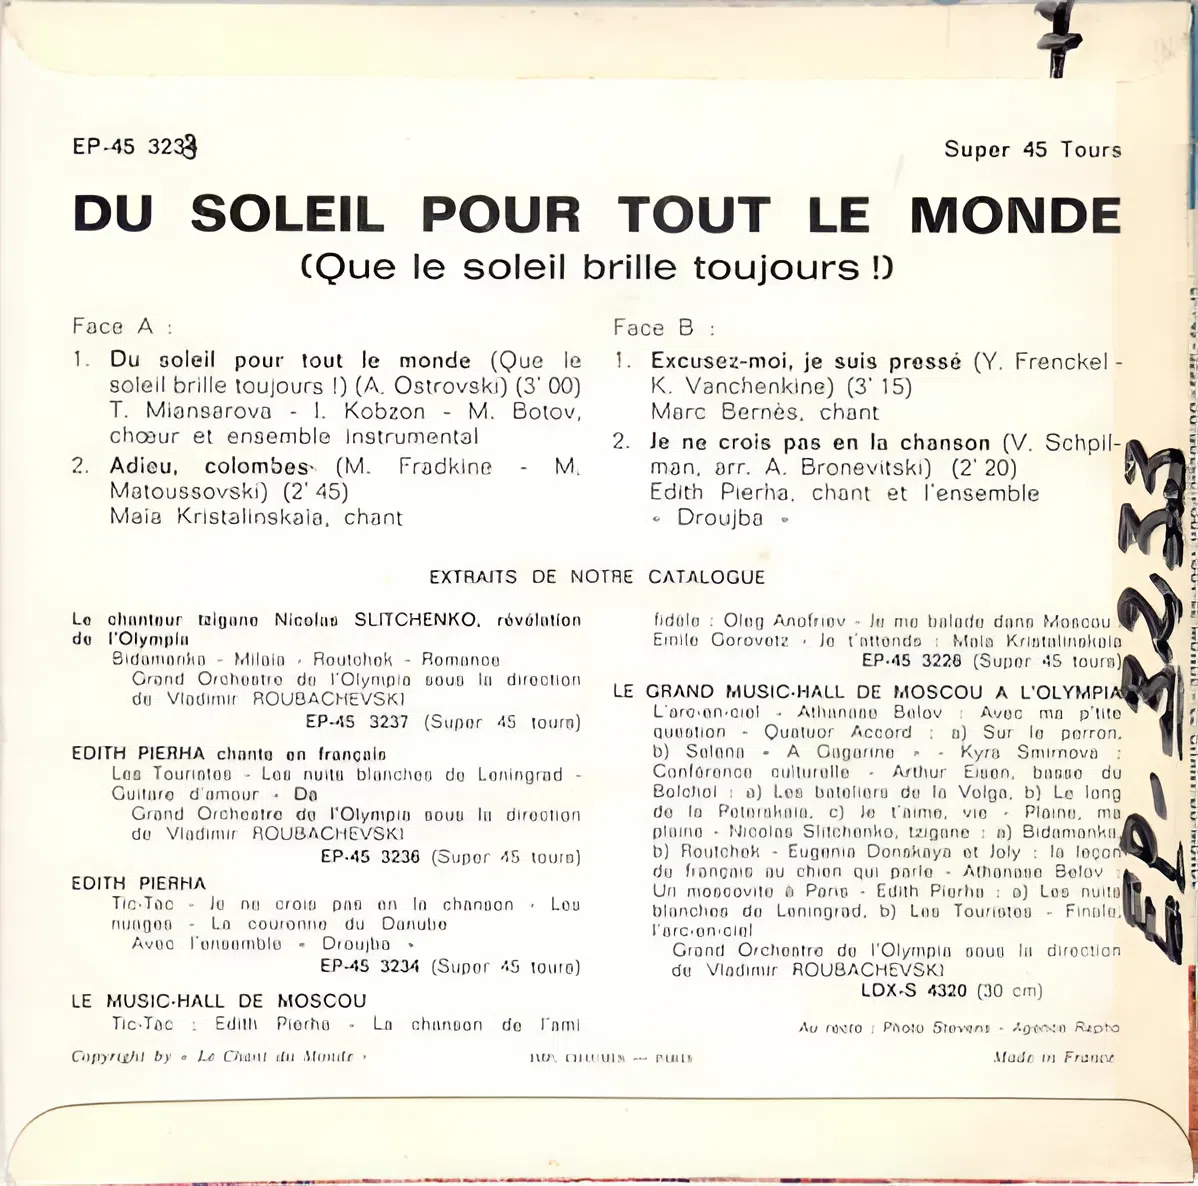 EP-45 3233
Super 45 Tours
DU SOLEIL POUR TOUT LE MONDE
(Que le soleil brille toujours !)
Face A :
1. Du soleil pour tout le monde (Que le
soleil brille toujours !) (A. Ostrovski) (3' 00)
T. Miansarova - I. Kobzon - M. Botov,
chœur et ensemble instrumental
2. Adieu, colombes (M. Fradkine - M.
Matoussovski) (2' 45)
Maia Kristalinskaia, chant
Face B :
1. Excusez-moi, je suis pressé (Y. Frenckel -
K. Vanchenkine) (3' 15)
Marc Bernès, chant
2. Je ne crois pas en la chanson (V. Schpil-
man, arr. A. Bronevitski) (2' 20)
Edith Pierha, chant et l'ensemble
« Droujba »
EXTRAITS DE NOTRE CATALOGUE
Le chanteur tzigane Nicolas SLITCHENKO, révélation
de l'Olympia
Bidamanka - Milaia - Routchok - Romance
Grand Orchestre de l'Olympia sous la direction
de Vladimir ROUBACHEVSKI
EP-45 3237 (Super 45 tours)
EDITH PIERHA chante en français
Les Touristes - Les nuits blanches de Leningrad -
Guitare d'amour - Da
Grand Orchestre de l'Olympia sous la direction
de Vladimir ROUBACHEVSKI
EP-45 3236 (Super 45 tours)
EDITH PIERHA
Tic-Tac - Je ne crois pas en la chanson - Les
nuages - La couronne du Danube
Avec l'ensemble « Droujba »
EP-45 3234 (Super 45 tours)
LE MUSIC-HALL DE MOSCOU
Tic-Tac : Edith Pierha - La chanson de l'ami
fidèle : Oleg Anofriev - Je me balade dans Moscou :
Emile Gorovetz - Je t'attends : Maia Kristalinskaia
EP-45 3228 (Super 45 tours)
LE GRAND MUSIC-HALL DE MOSCOU A L'OLYMPIA
L'arc-en-ciel - Athanase Belov : Avec ma p'tite
question - Quatuor Accord : a) Sur le perron,
b) Solena - A Gagarine » - Kyra Smirnova :
Conférence culturelle - Arthur Eisen, basse du
Bolchoï : a) Les bateliers de la Volga, b) Le long
de la Peterskaia, c) Je t'aime, vie - Plaine, ma
plaine - Nicolas Slitchenko, tzigane : a) Bidamanka,
b) Routchok - Eugenia Donskaya et Joly : la leçon
de français au chien qui parle - Athanase Belov :
Un moscovite à Paris - Edith Pierha : a) Les nuits
blanches de Leningrad, b) Les Touristes - Finale,
l'arc-en-ciel
Grand Orchestre de l'Olympia sous la direction
de Vladimir ROUBACHEVSKI
LDX-S 4320 (30 cm)
Au recto : Photo Stevens - Agence Rapho
Copyright by « Le Chant du Monde »
PARIS
Made in France
EP-3233